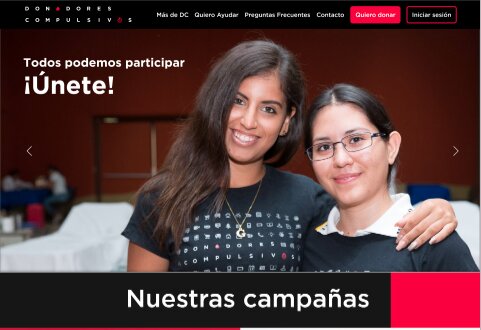 DONADORES
COMPULSIVOS
Más de DC Quiero Ayudar Preguntas Frecuentes Contacto Quiero donar Iniciar sesión
Todos podemos participar
¡Únete!
DONADORES
COMPULSIVO
Nuestras campañas